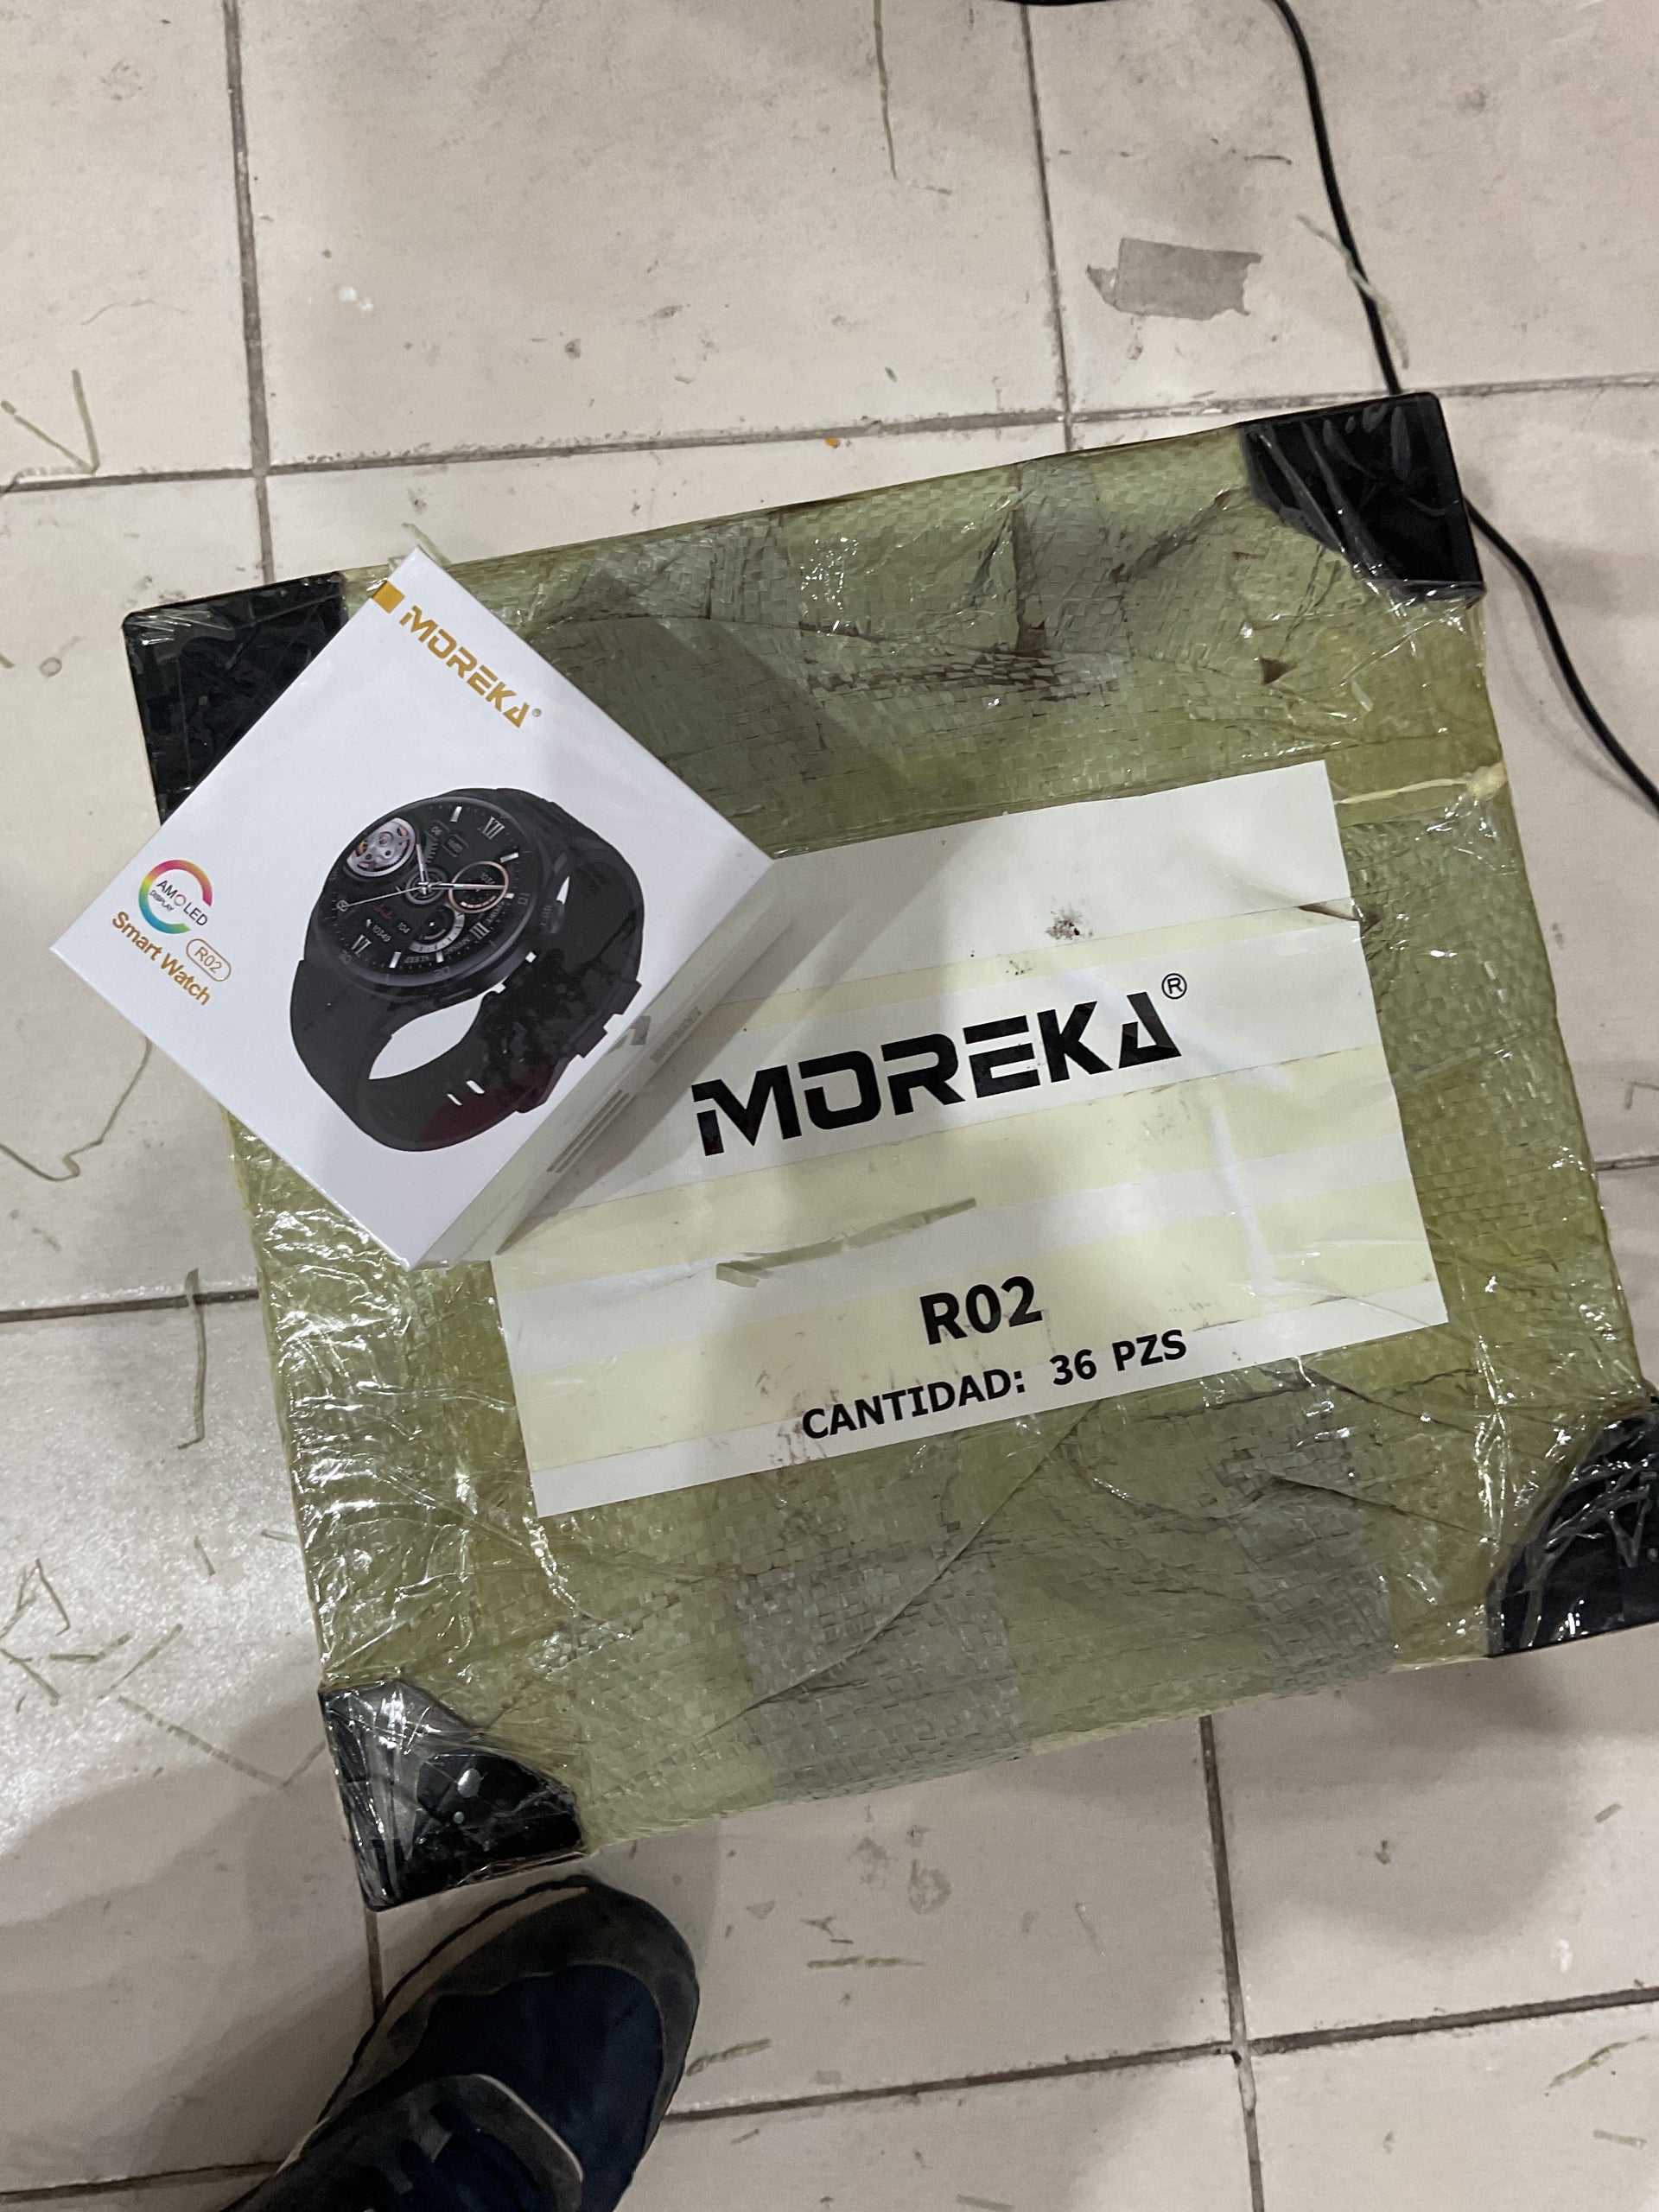 MOREKA®
AMOLED
DISPLAY
R02
Smart Watch
MOREKA®
R02
CANTIDAD: 36 PZS